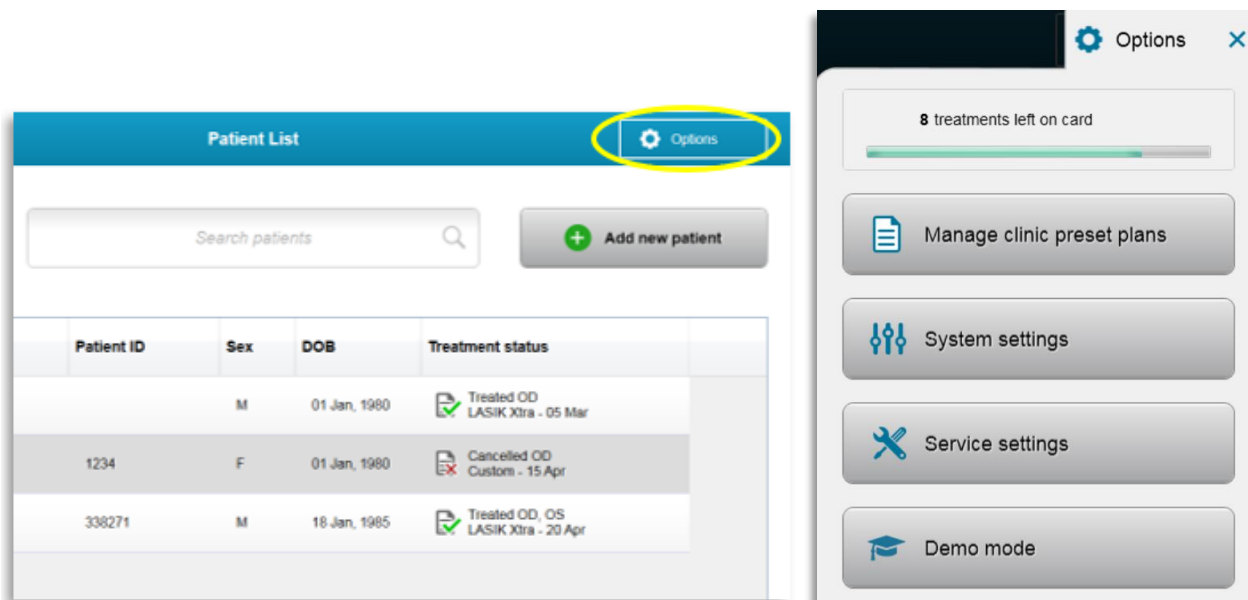 Patient List
Options
Search patients
Add new patient
Patient ID Sex DOB Treatment status
M 01 Jan, 1980 Treated OD
LASIK Xtra - 05 Mar
1234 F 01 Jan, 1980 Cancelled OD
Custom - 15 Apr
338271 M 18 Jan, 1985 Treated OD, OS
LASIK Xtra - 20 Apr
Options
8 treatments left on card
Manage clinic preset plans
System settings
Service settings
Demo mode